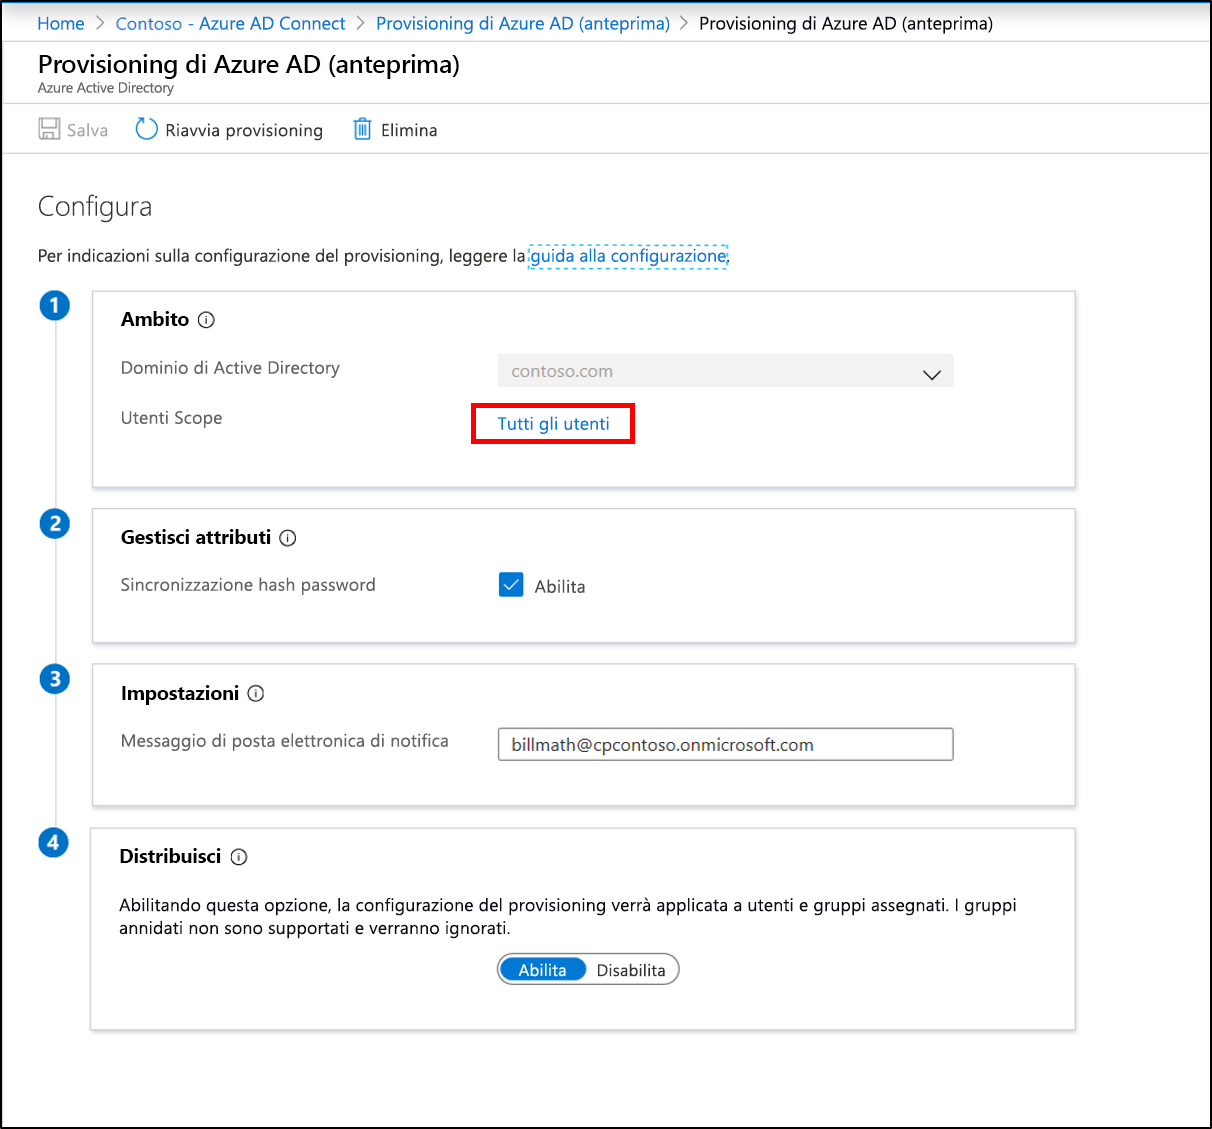 Home > Contoso - Azure AD Connect > Provisioning di Azure AD (anteprima) > Provisioning di Azure AD (anteprima)
Provisioning di Azure AD (anteprima)
Azure Active Directory
Salva Riavvia provisioning Elimina
Configura
Per indicazioni sulla configurazione del provisioning, leggere la guida alla configurazione.
1 Ambito
Dominio di Active Directory contoso.com
Utenti Scope Tutti gli utenti
2 Gestisci attributi
Sincronizzazione hash password Abilita
3 Impostazioni
Messaggio di posta elettronica di notifica billmath@cpcontoso.onmicrosoft.com
4 Distribuisci
Abilitando questa opzione, la configurazione del provisioning verrà applicata a utenti e gruppi assegnati. I gruppi
annidati non sono supportati e verranno ignorati.
Abilita Disabilita